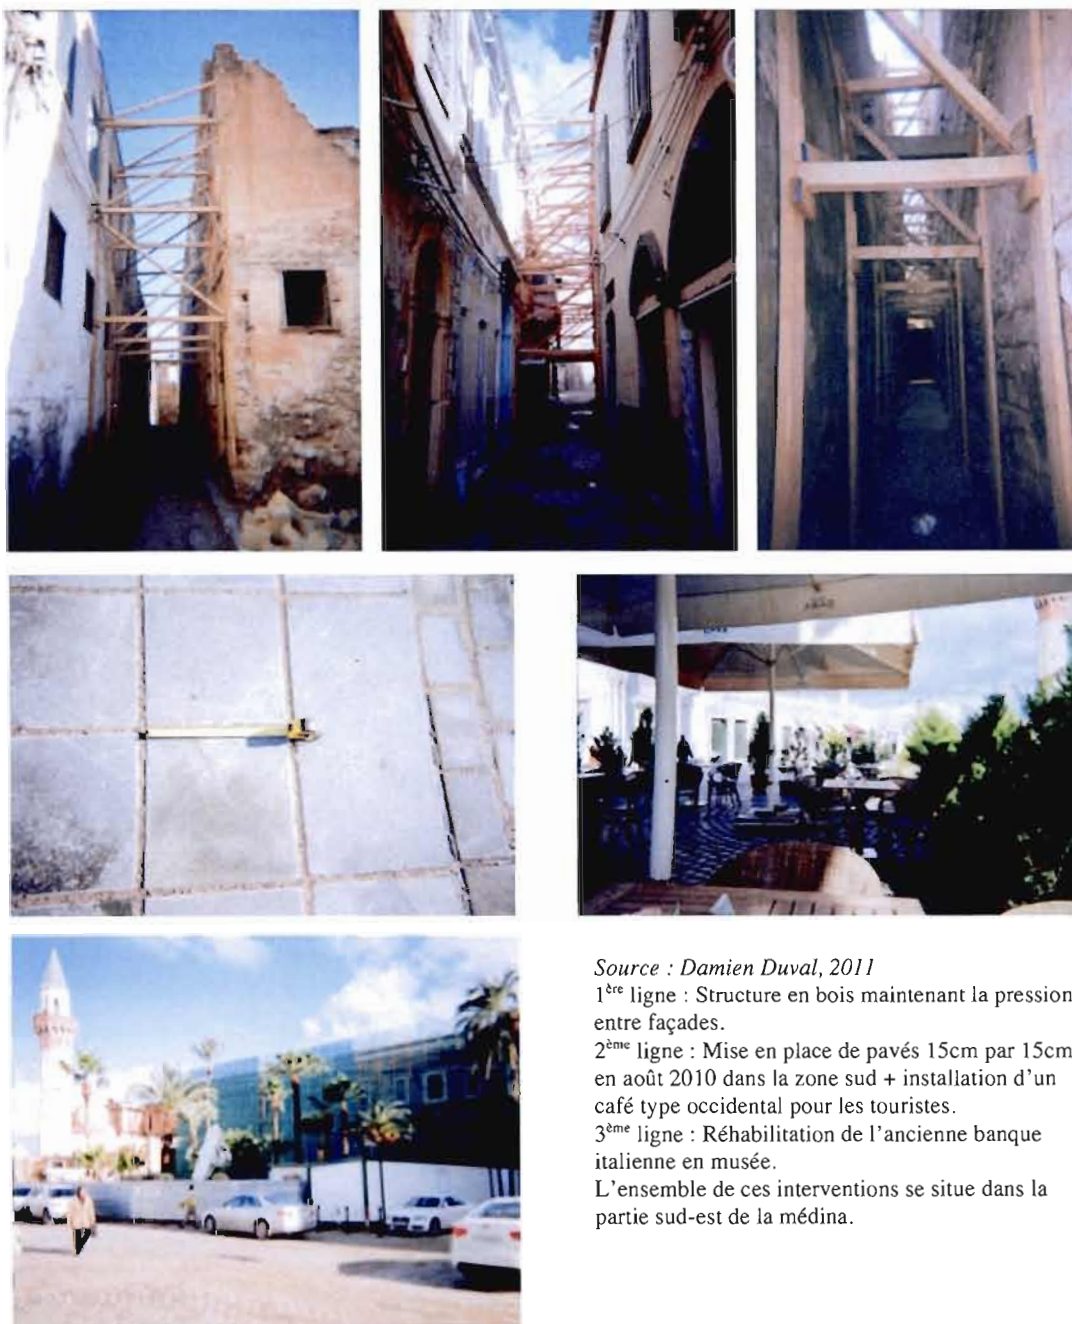 Source : Damien Duval, 2011
1ère ligne : Structure en bois maintenant la pression
entre façades.
2ème ligne : Mise en place de pavés 15cm par 15cm
en août 2010 dans la zone sud + installation d'un
café type occidental pour les touristes.
3ème ligne : Réhabilitation de l'ancienne banque
italienne en musée.
L'ensemble de ces interventions se situe dans la
partie sud-est de la médina.